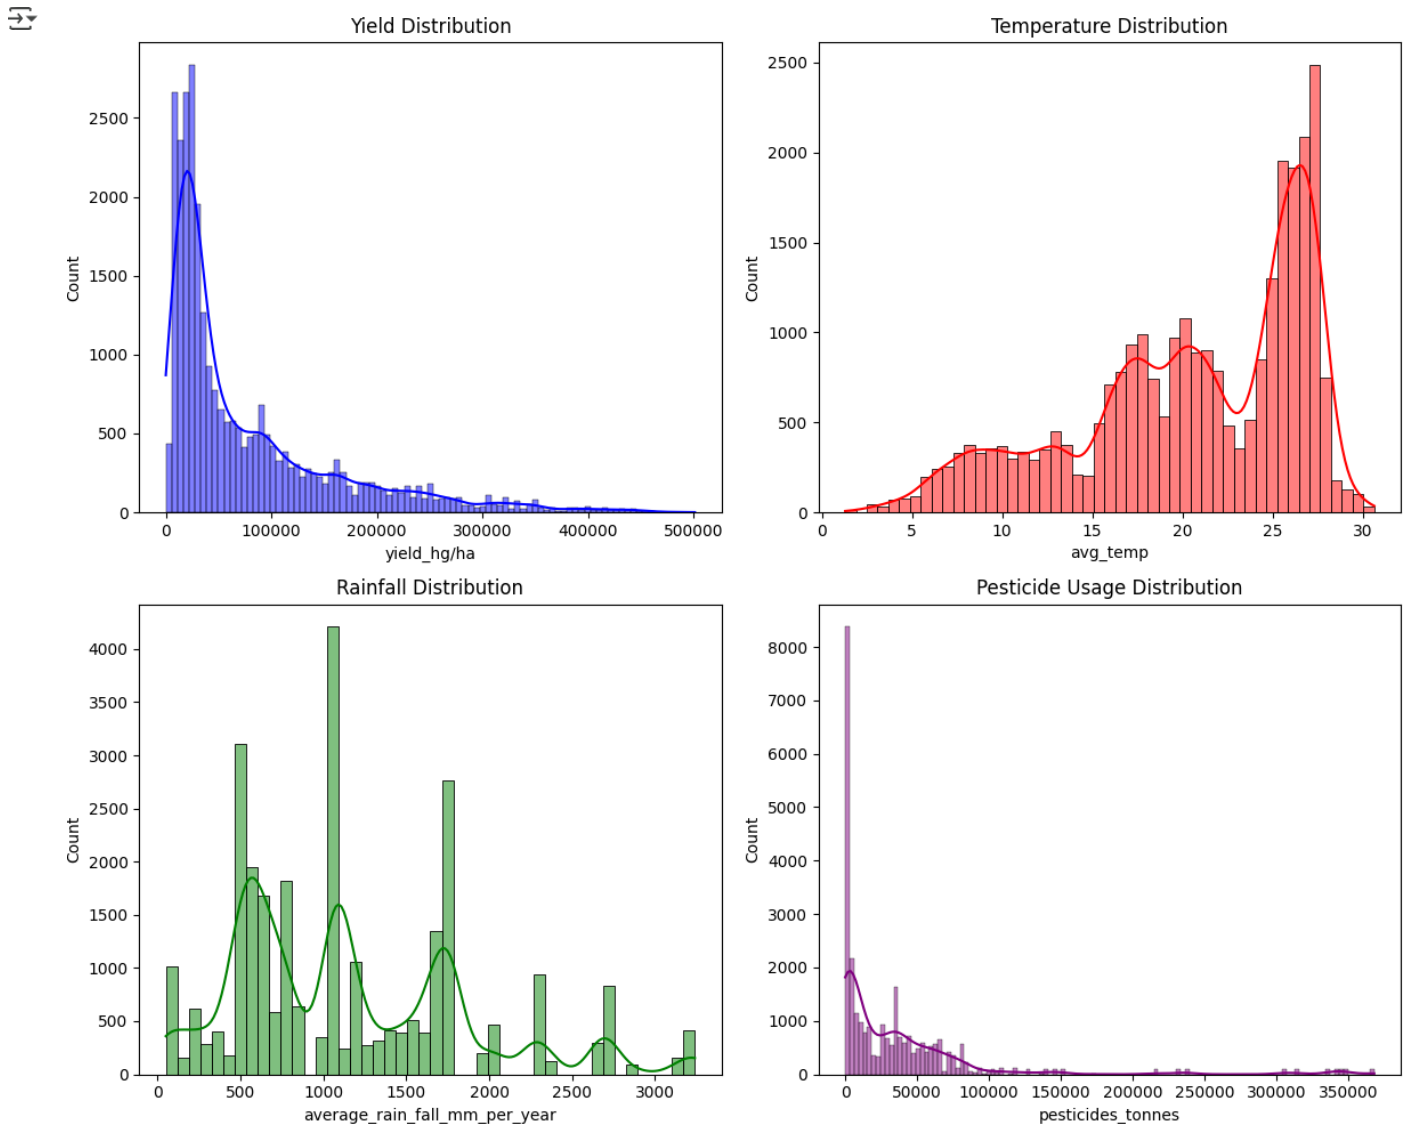 Yield Distribution
2500
2000
1500
1000
500
0
Count
0 100000 200000 300000 400000 500000
yield_hg/ha
Temperature Distribution
2500
2000
1500
1000
500
0
Count
0 5 10 15 20 25 30
avg_temp
Rainfall Distribution
4000
3500
3000
2500
2000
1500
1000
500
0
Count
0 500 1000 1500 2000 2500 3000
average_rain_fall_mm_per_year
Pesticide Usage Distribution
8000
7000
6000
5000
4000
3000
2000
1000
0
Count
0 50000 100000 150000 200000 250000 300000 350000
pesticides_tonnes